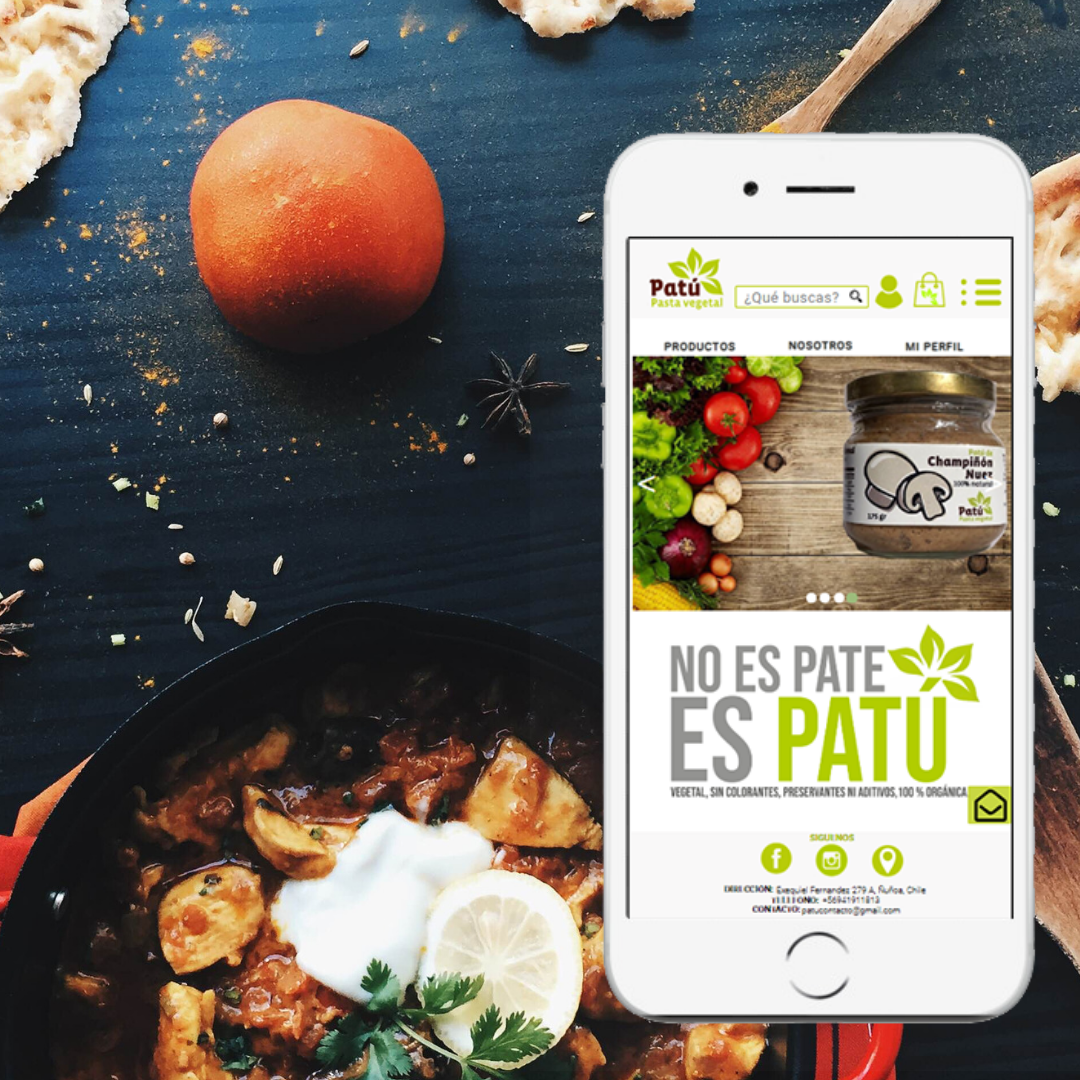 Patú
Pasta vegetal
¿Qué buscas?
PRODUCTOS NOSOTROS MI PERFIL
Patú de
Champiñón
Nuez
100% natural
Patú
Pasta vegetal
175 gr
NO ES PATE
ES PATU
VEGETAL, SIN COLORANTES, PRESERVANTES NI ADITIVOS, 100 % ORGÁNICA
SIGUENOS
DIRECCION: Exequiel Fernandez 279 A, Ñuñoa, Chile
TELEFONO: +56941911813
CONTACTO: patucontacto@gmail.com